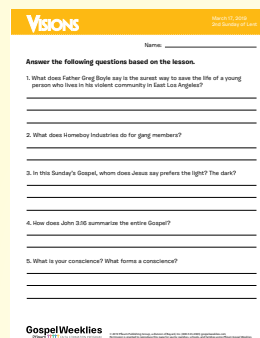 VISIONS
March 17, 2019
2nd Sunday of Lent
Name:
Answer the following questions based on the lesson.
1. What does Father Greg Boyle say is the surest way to save the life of a young
person who lives in his violent community in East Los Angeles?
2. What does Homeboy Industries do for gang members?
3. In this Sunday's Gospel, whom does Jesus say prefers the light? The dark?
4. How does John 3:16 summarize the entire Gospel?
5. What is your conscience? What forms a conscience?
GospelWeeklies
Pflaum